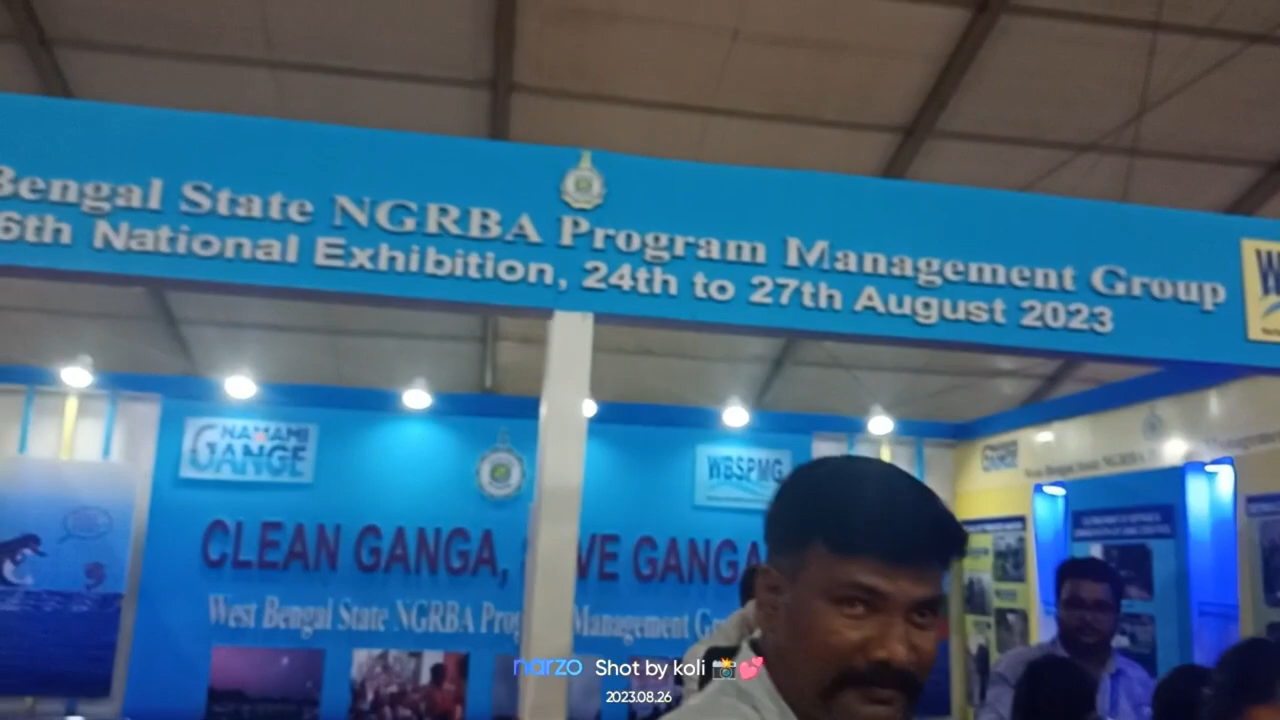 Bengal State NGRBA Program Management Group
6th National Exhibition, 24th to 27th August 2023
NAMAMI
GANGE
WBSPMG
CLEAN GANGA, VE GANGA
West Bengal State NGRBA Management
GANGE
narzo Shot by koli 📸💕
2023.08.26